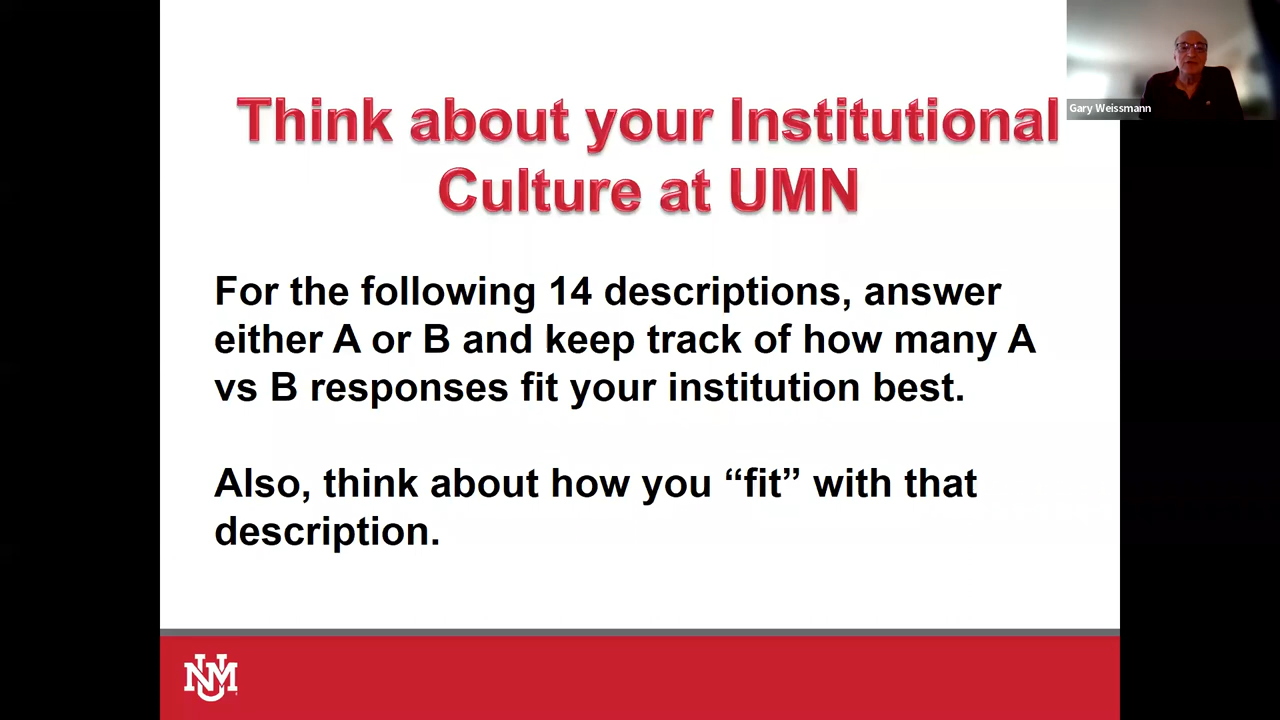 Think about your Institutional
Culture at UMN
Gary Weissmann
For the following 14 descriptions, answer
either A or B and keep track of how many A
vs B responses fit your institution best.
Also, think about how you “fit” with that
description.
UNM